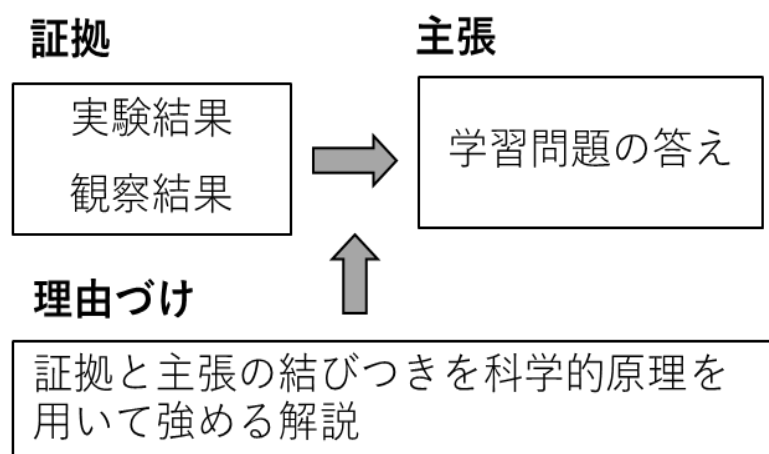 証拠
実験結果
観察結果
主張
学習問題の答え
理由づけ
証拠と主張の結びつきを科学的原理を
用いて強める解説